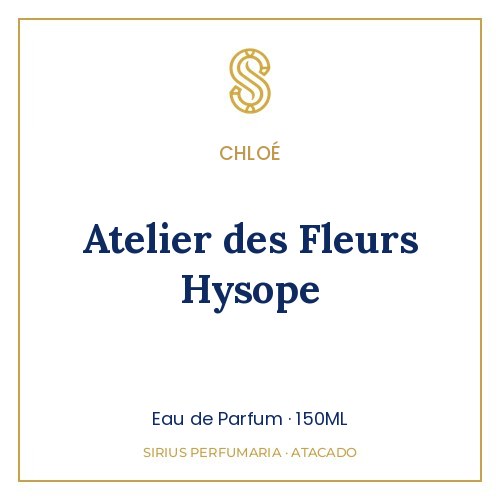 CHLOÉ
Atelier des Fleurs
Hysope
Eau de Parfum · 150ML
SIRIUS PERFUMARIA · ATACADO